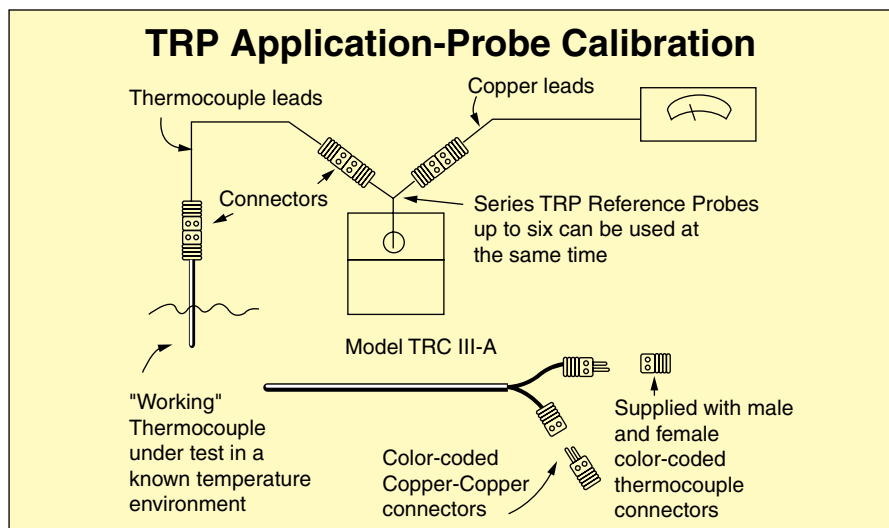 TRP Application-Probe Calibration
Thermocouple leads
Copper leads
Connectors
Series TRP Reference Probes
up to six can be used at
the same time
Model TRC III-A
"Working"
Thermocouple
under test in a
known temperature
environment
Color-coded
Copper-Copper
connectors
Supplied with male
and female
color-coded
thermocouple
connectors